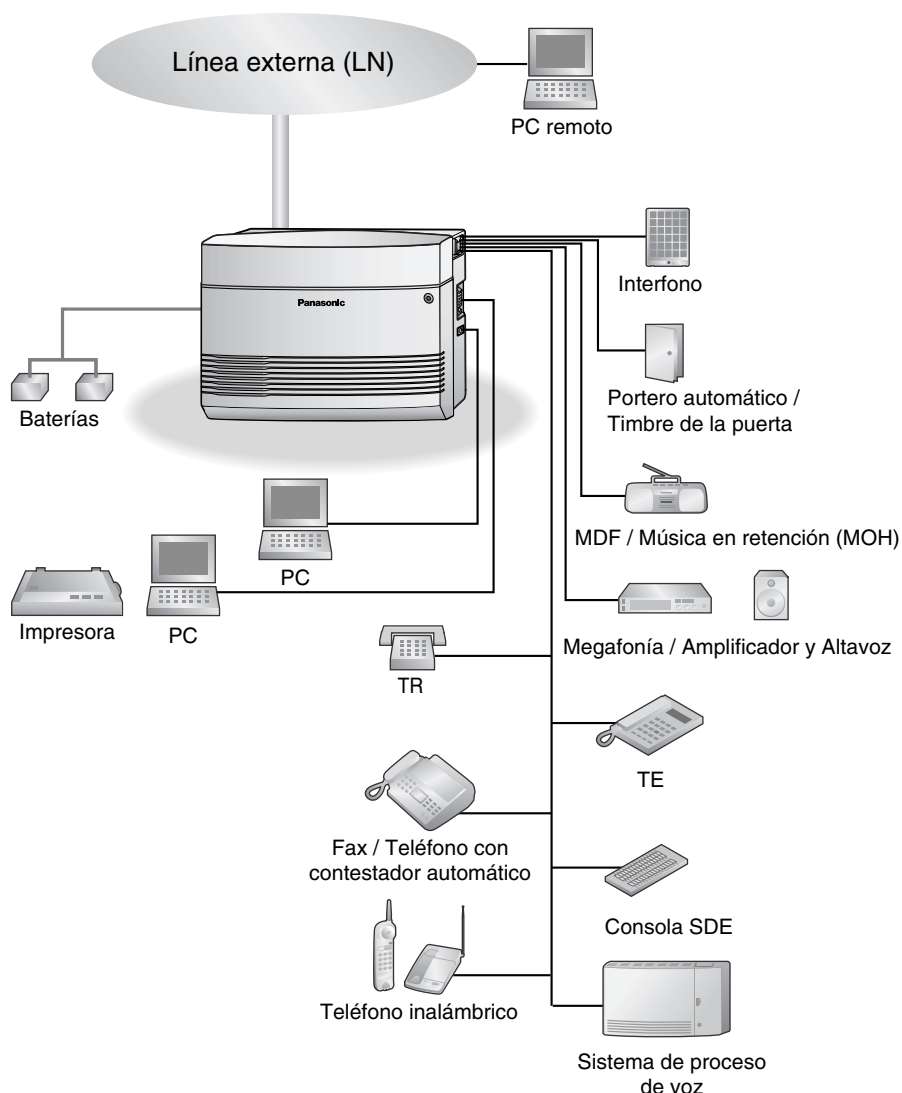 Línea externa (LN)
PC remoto
Panasonic
Interfono
Baterías
Portero automático /
Timbre de la puerta
MDF / Música en retención (MOH)
PC
Impresora
PC
Megafonía / Amplificador y Altavoz
TR
TE
Fax / Teléfono con
contestador automático
Consola SDE
Teléfono inalámbrico
Sistema de proceso
de voz